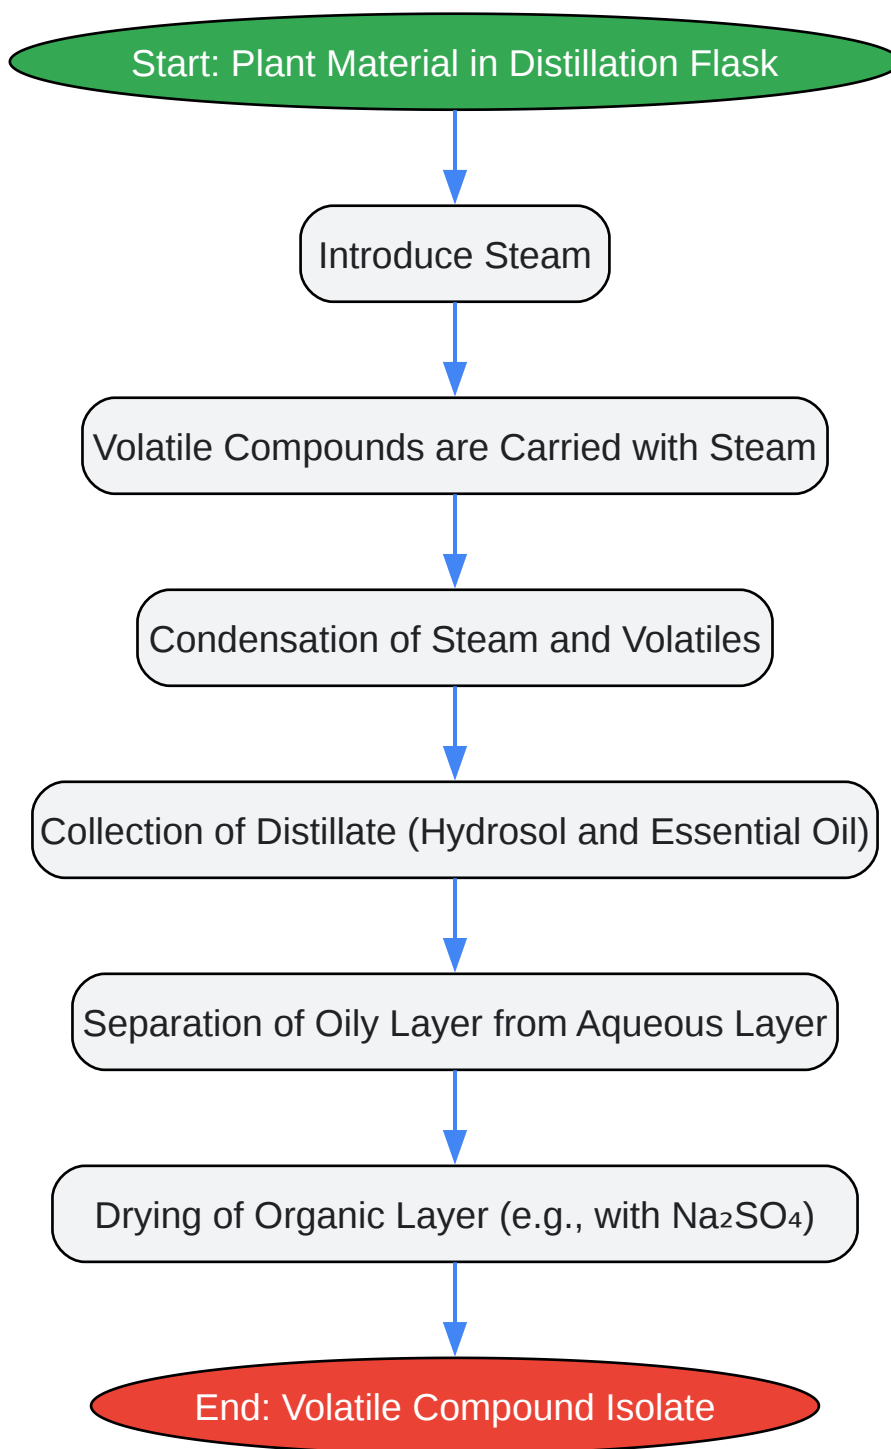 Start: Plant Material in Distillation Flask
Introduce Steam
Volatile Compounds are Carried with Steam
Condensation of Steam and Volatiles
Collection of Distillate (Hydrosol and Essential Oil)
Separation of Oily Layer from Aqueous Layer
Drying of Organic Layer (e.g., with Na₂SO₄)
End: Volatile Compound Isolate